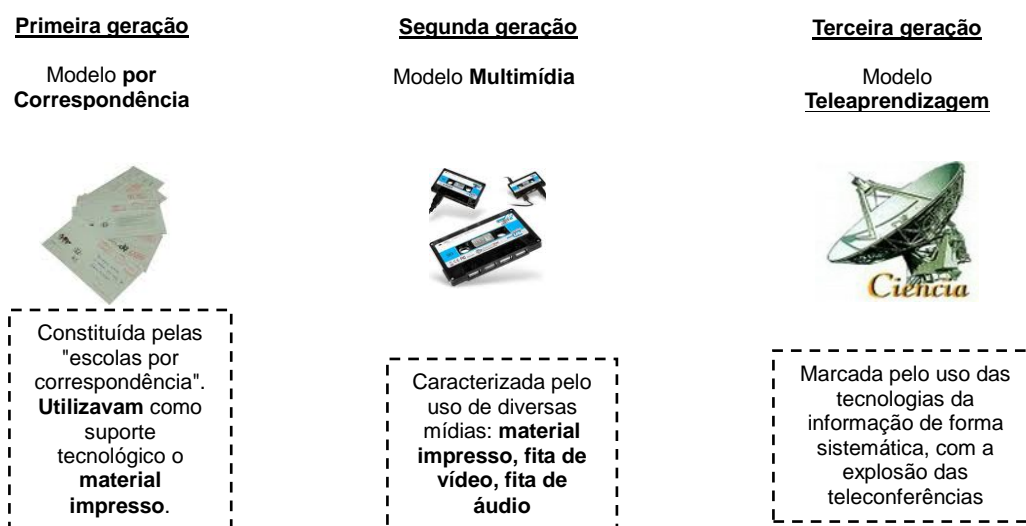 Primeira geração
Modelo por
Correspondência
Constituída pelas
"escolas por
correspondência".
Utilizavam como
suporte
tecnológico o
material
impresso.
Segunda geração
Modelo Multimídia
Caracterizada pelo
uso de diversas
mídias: material
impresso, fita de
vídeo, fita de
áudio
Terceira geração
Modelo
Teleaprendizagem
Ciência
Marcada pelo uso das
tecnologias da
informação de forma
sistemática, com a
explosão das
teleconferências